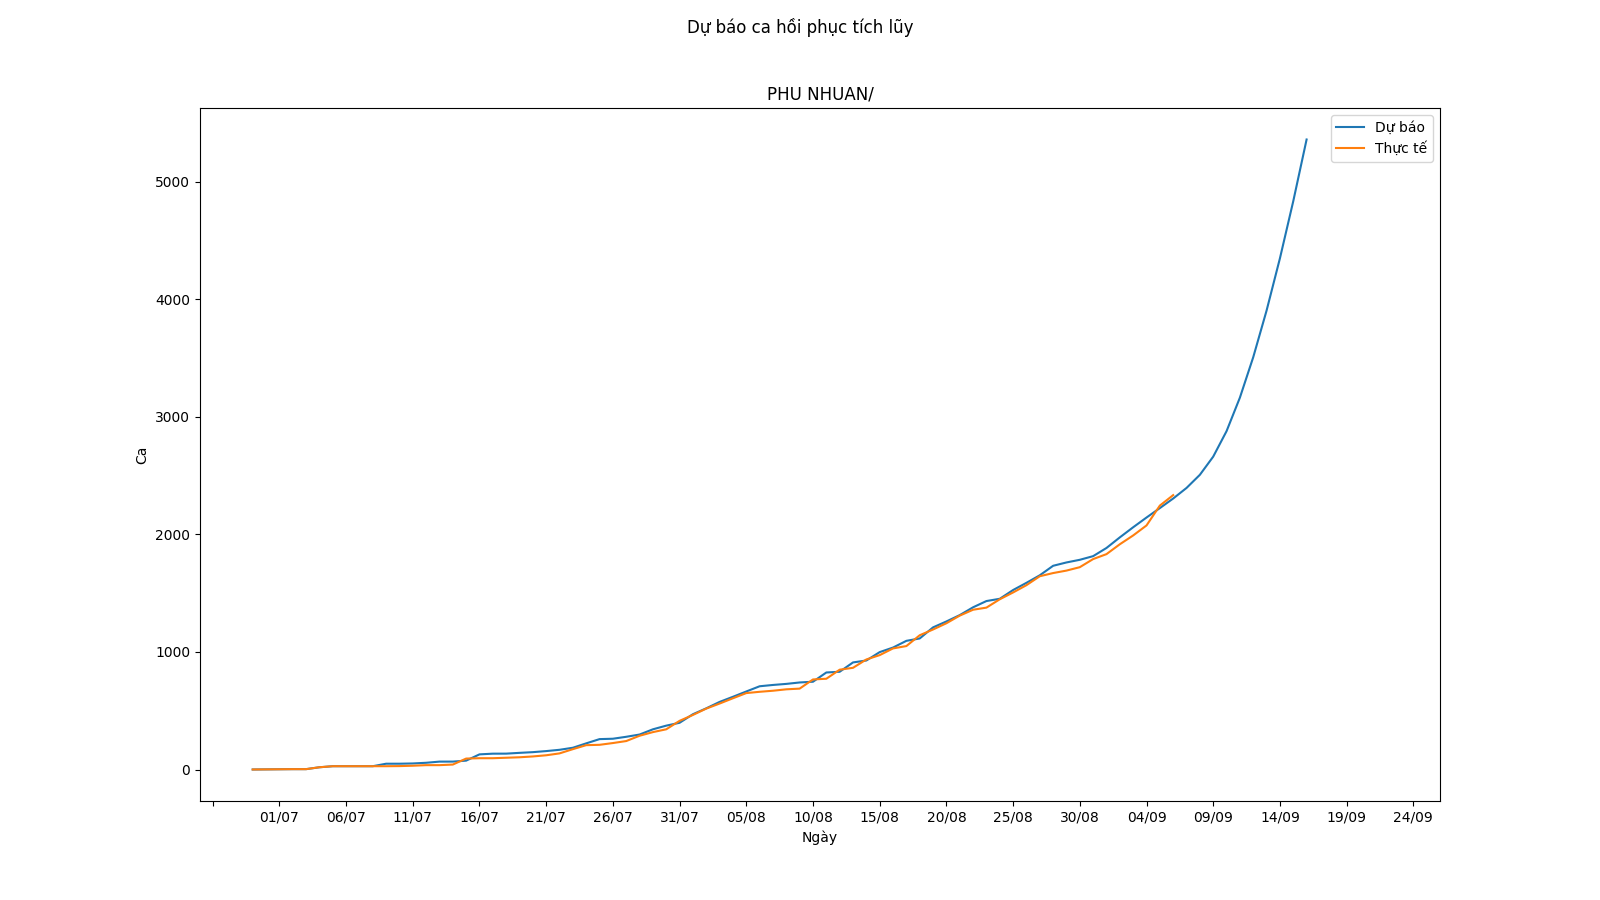 Dự báo ca hồi phục tích lũy
PHU NHUAN/
Dự báo
Thực tế
5000
4000
3000
2000
1000
0
Ca
01/07 06/07 11/07 16/07 21/07 26/07 31/07 05/08 10/08 15/08 20/08 25/08 30/08 04/09 09/09 14/09 19/09 24/09
Ngày